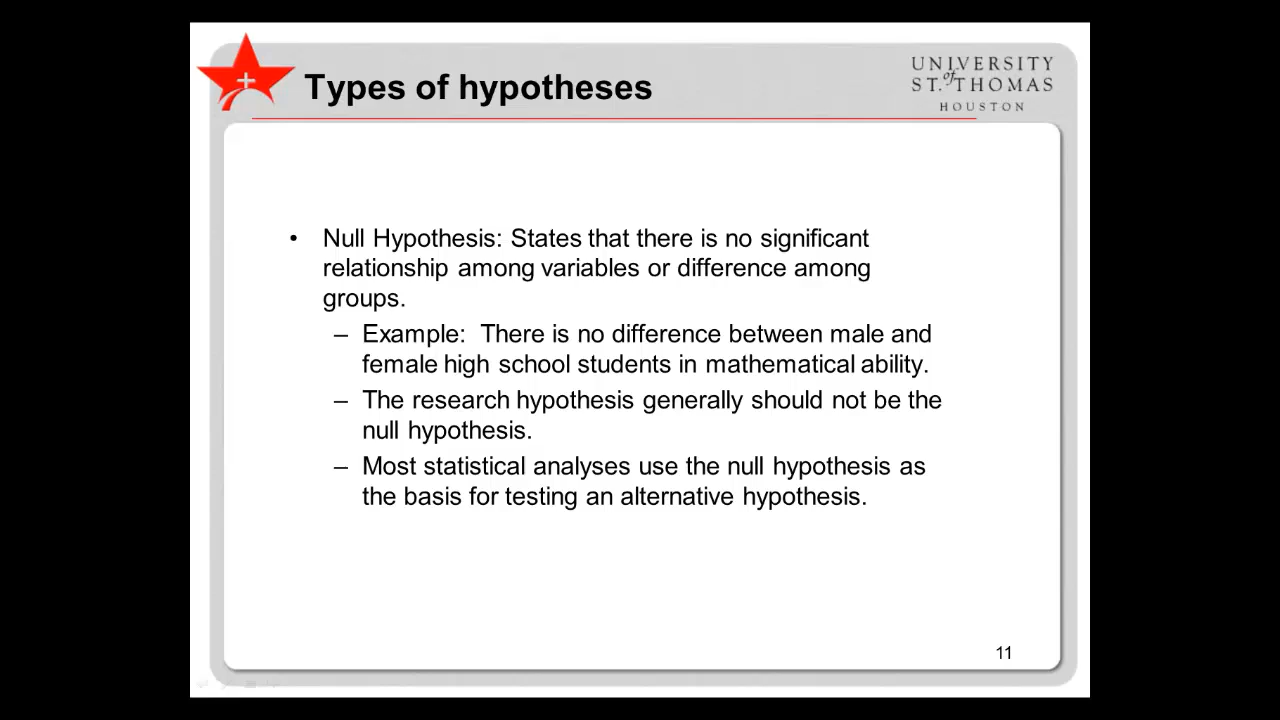 Types of hypotheses
UNIVERSITY
of
ST. THOMAS
HOUSTON
• Null Hypothesis: States that there is no significant
relationship among variables or difference among
groups.
– Example: There is no difference between male and
female high school students in mathematical ability.
– The research hypothesis generally should not be the
null hypothesis.
– Most statistical analyses use the null hypothesis as
the basis for testing an alternative hypothesis.
11